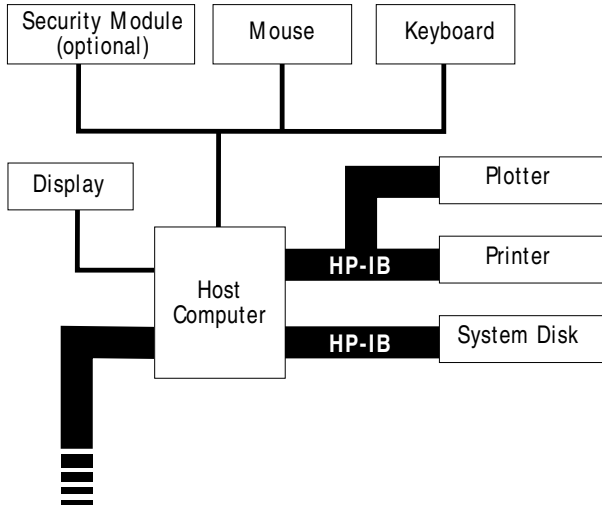 Security Module
(optional)
Mouse
Keyboard
Display
Plotter
HP-IB
Printer
Host
Computer
HP-IB
System Disk